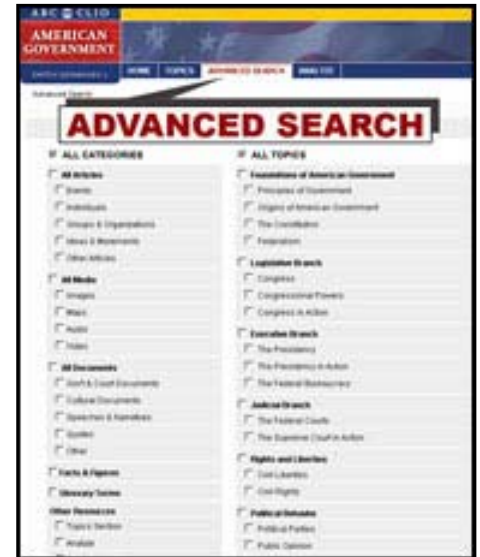 ABC CLIO
AMERICAN
GOVERNMENT
HOME TOPICS ADVANCED SEARCH ANALYZE
Advanced Search
ADVANCED SEARCH
ALL CATEGORIES
All Articles
Events
Individuals
Groups & Organizations
Ideas & Movements
Other Articles
All Media
Images
Maps
Audio
Video
All Documents
Gov't & Court Documents
Cultural Documents
Speeches & Narratives
Quotes
Other
Facts & Figures
Glossary Terms
Other Resources
Topics Section
Analyze
ALL TOPICS
Foundations of American Government
Principles of Government
Origins of American Government
The Constitution
Federalism
Legislative Branch
Congress
Congressional Powers
Congress in Action
Executive Branch
The Presidency
The Presidency in Action
The Federal Bureaucracy
Judicial Branch
The Federal Courts
The Supreme Court in Action
Rights and Liberties
Civil Liberties
Civil Rights
Political Behavior
Political Parties
Public Opinion